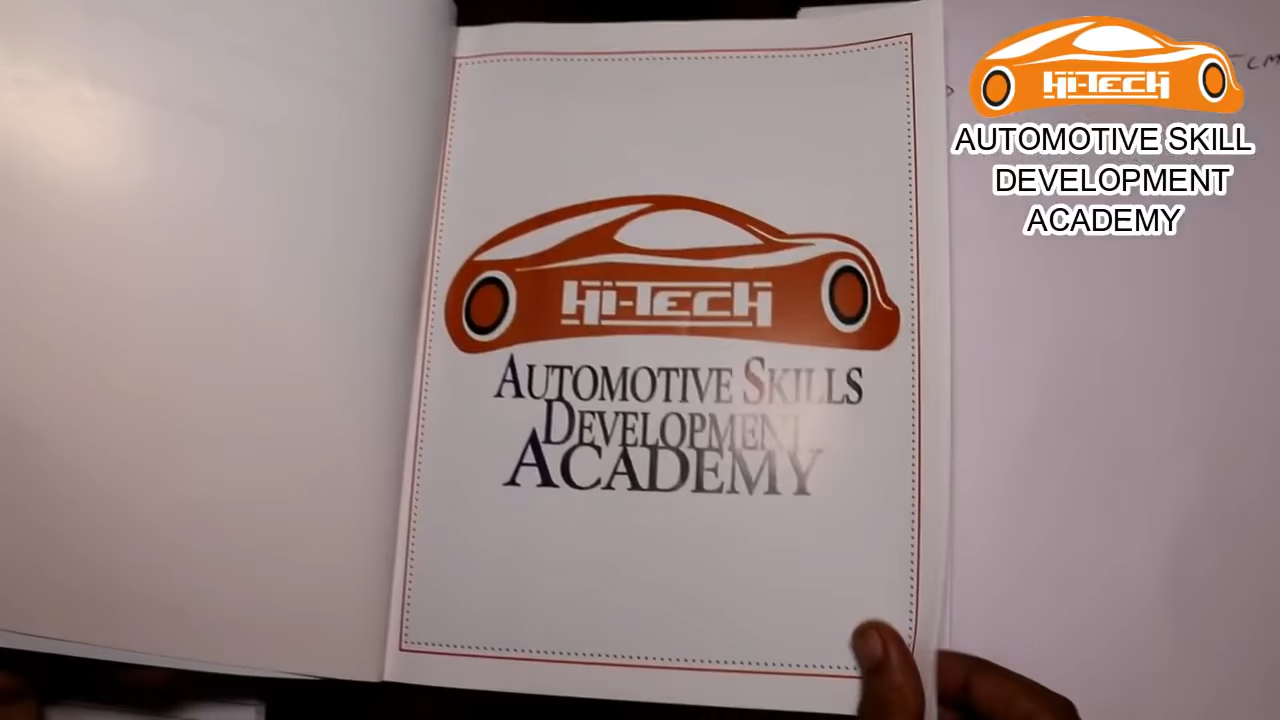 Hi-TECH
AUTOMOTIVE SKILLS
DEVELOPMENT
ACADEMY
Hi-TECH
AUTOMOTIVE SKILL
DEVELOPMENT
ACADEMY